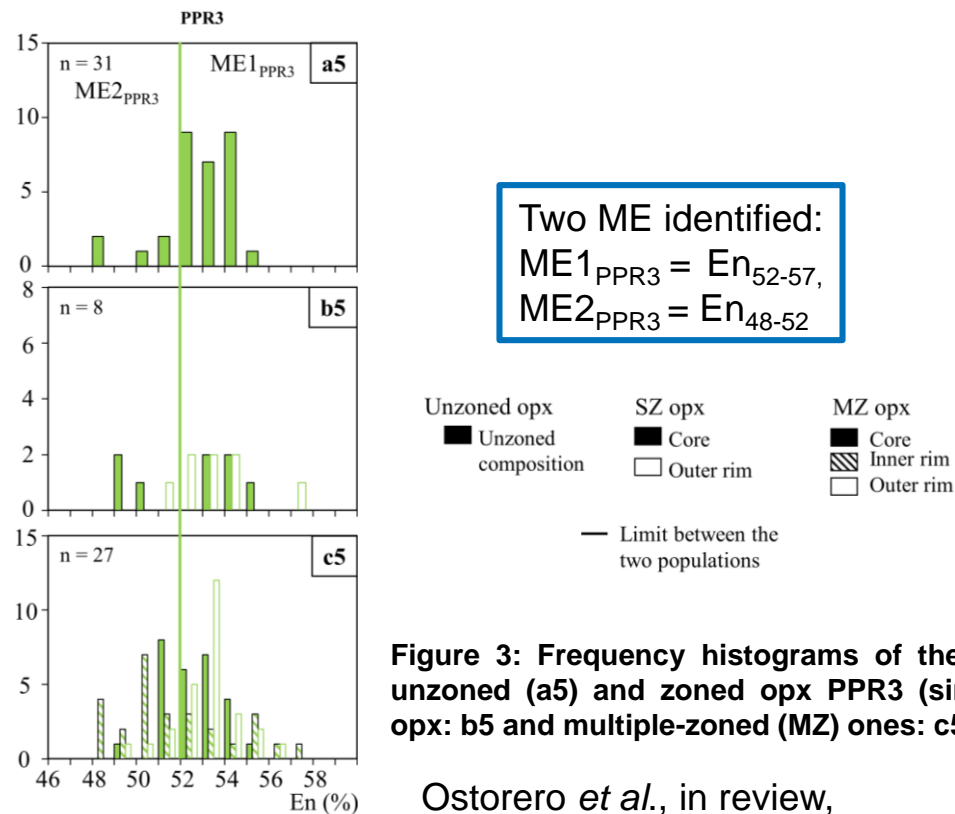 PPR3
15
10
5
0
n = 31
ME2PPR3
ME1PPR3
a5
8
6
4
2
0
n = 8
b5
15
10
5
0
n = 27
c5
46 48 50 52 54 56 58
En (%)
Two ME identified:
ME1PPR3 = En52-57,
ME2PPR3 = En48-52
Unzoned opx
Unzoned
composition
SZ opx
Core
Outer rim
MZ opx
Core
Inner rim
Outer rim
Limit between the
two populations
Figure 3: Frequency histograms of the
unzoned (a5) and zoned opx PPR3 (sin
opx: b5 and multiple-zoned (MZ) ones: c5
Ostorero et al., in review,